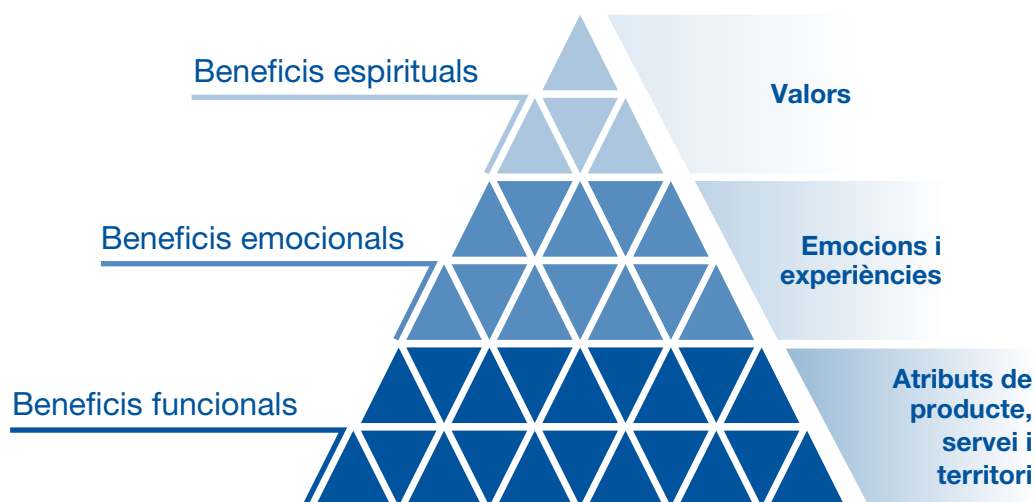 Beneficis espirituals
Valors
Beneficis emocionals
Emocions i
experiències
Beneficis funcionals
Atributs de
producte,
servei i
territori